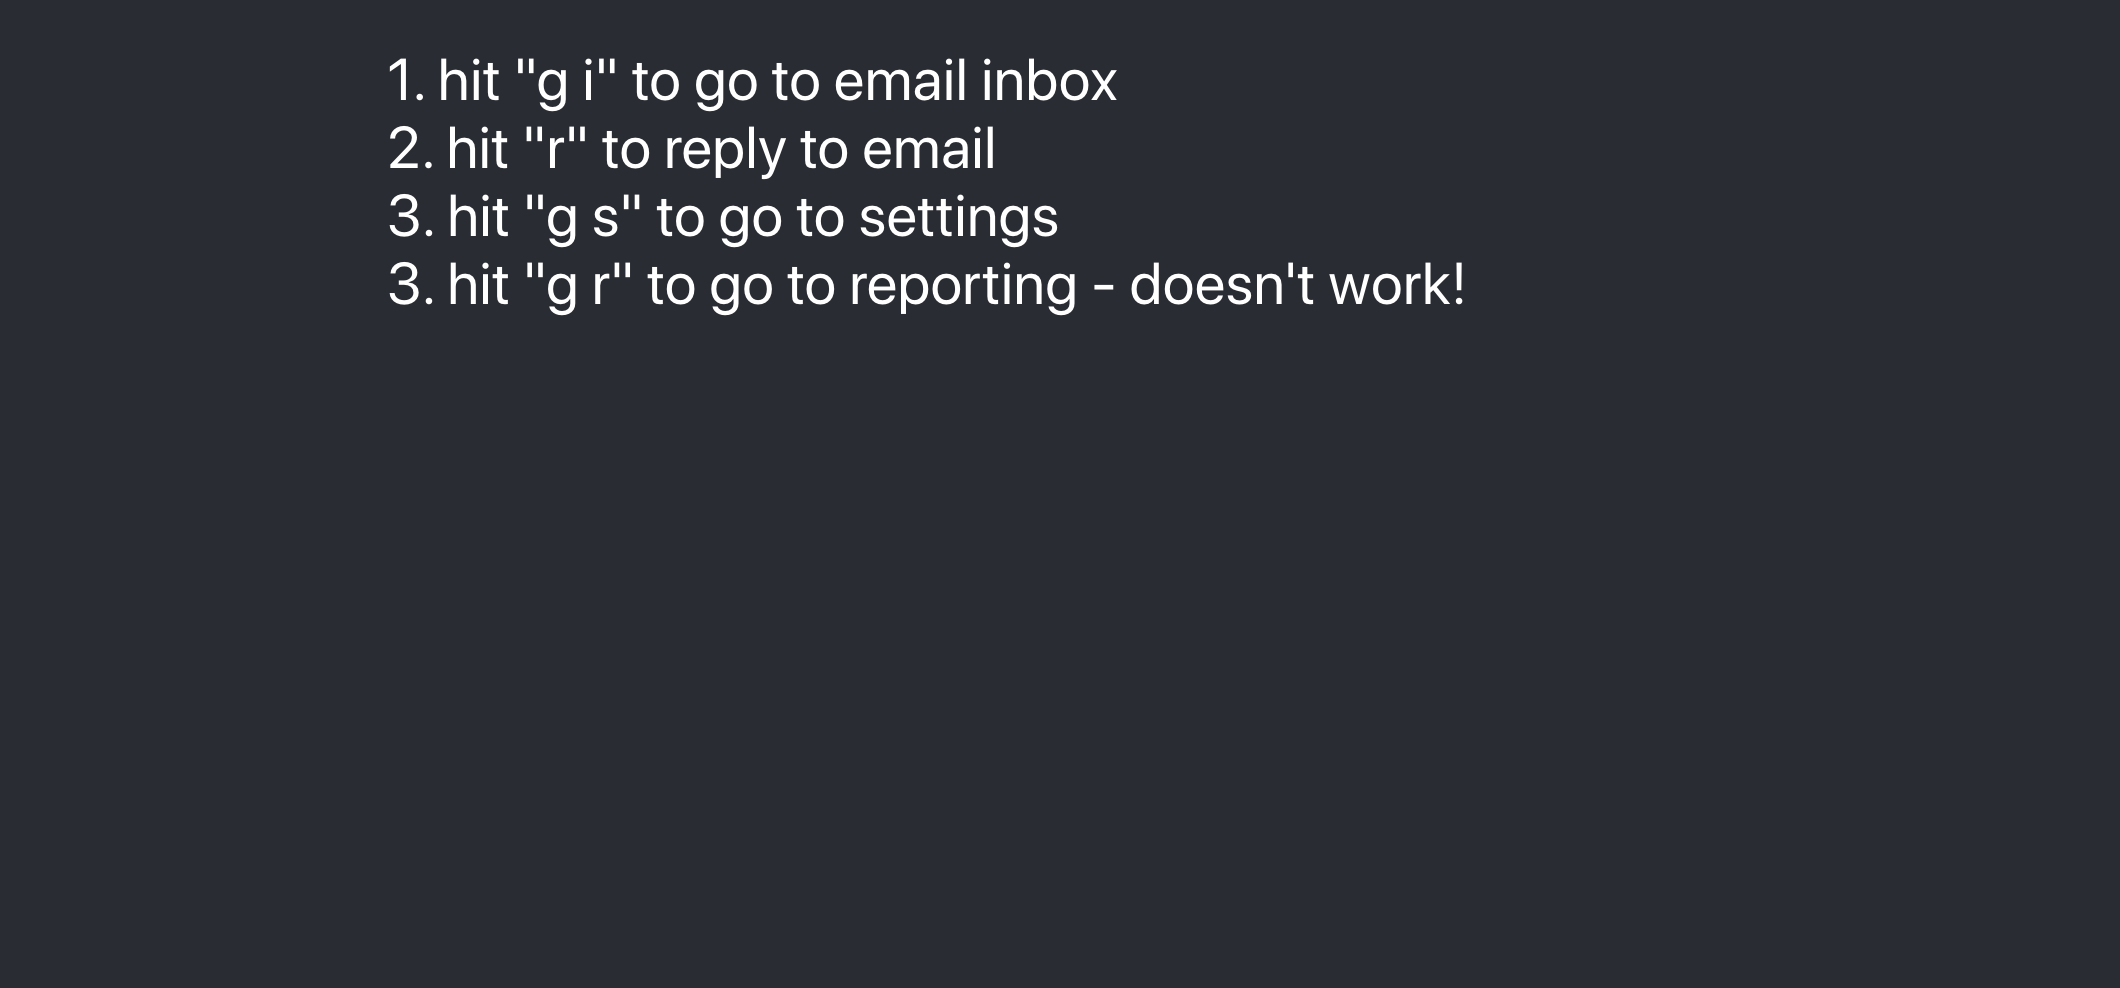 1. hit "g i" to go to email inbox
2. hit "r" to reply to email
3. hit "g s" to go to settings
3. hit "g r" to go to reporting - doesn't work!